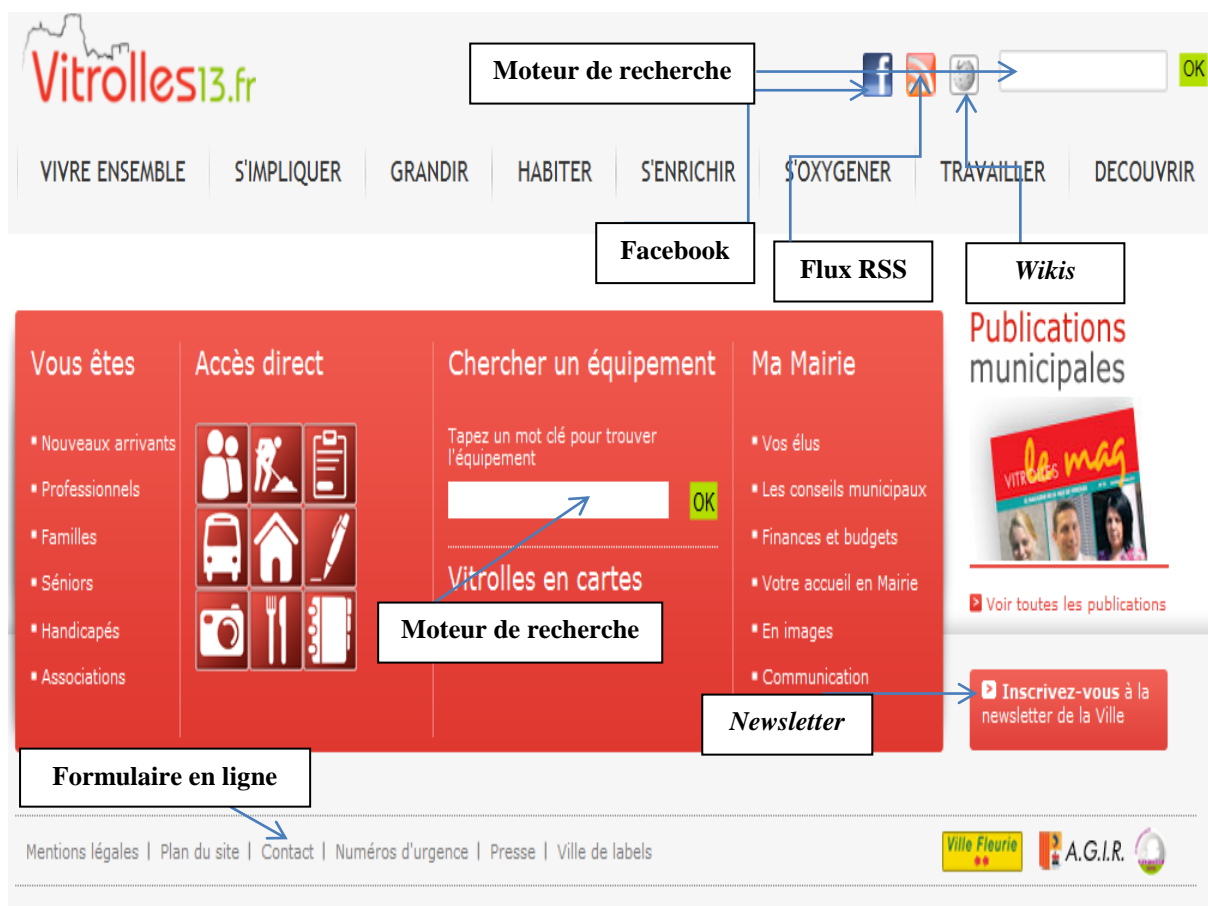 Vitrolles13.fr
Moteur de recherche
OK
VIVRE ENSEMBLE
S'IMPLIQUER
GRANDIR
HABITER
S'ENRICHIR
S'OXYGENER
TRAVAILLER
DECOUVRIR
Facebook
Flux RSS
Wikis
Vous êtes
Nouveaux arrivants
Professionnels
Familles
Séniors
Handicapés
Associations
Accès direct
Chercher un équipement
Tapez un mot clé pour trouver
l'équipement
OK
Vitrolles en cartes
Moteur de recherche
Ma Mairie
Vos élus
Les conseils municipaux
Finances et budgets
Votre accueil en Mairie
En images
Communication
Newsletter
Publications
municipales
VITROLLES
le mag
Voir toutes les publications
Inscrivez-vous à la
newsletter de la Ville
Formulaire en ligne
Mentions légales | Plan du site | Contact | Numéros d'urgence | Presse | Ville de labels
Ville Fleurie
A.G.I.R.